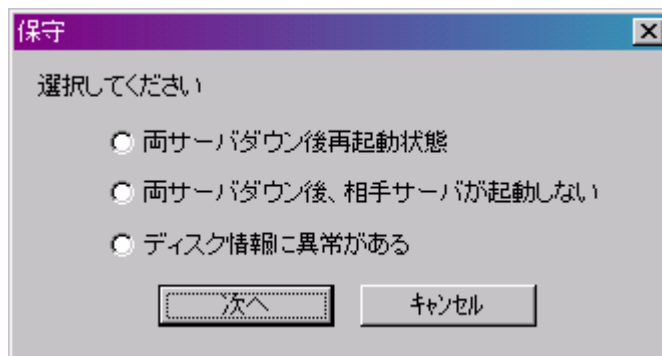 保守
選択してください
両サーバダウン後再起動状態
両サーバダウン後、相手サーバが起動しない
ディスク情報に異常がある
次へ
キャンセル